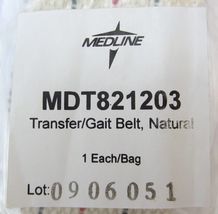 MEDLINE
MDT821203
Transfer/Gait Belt, Natural
1 Each/Bag
Lot: 0906051